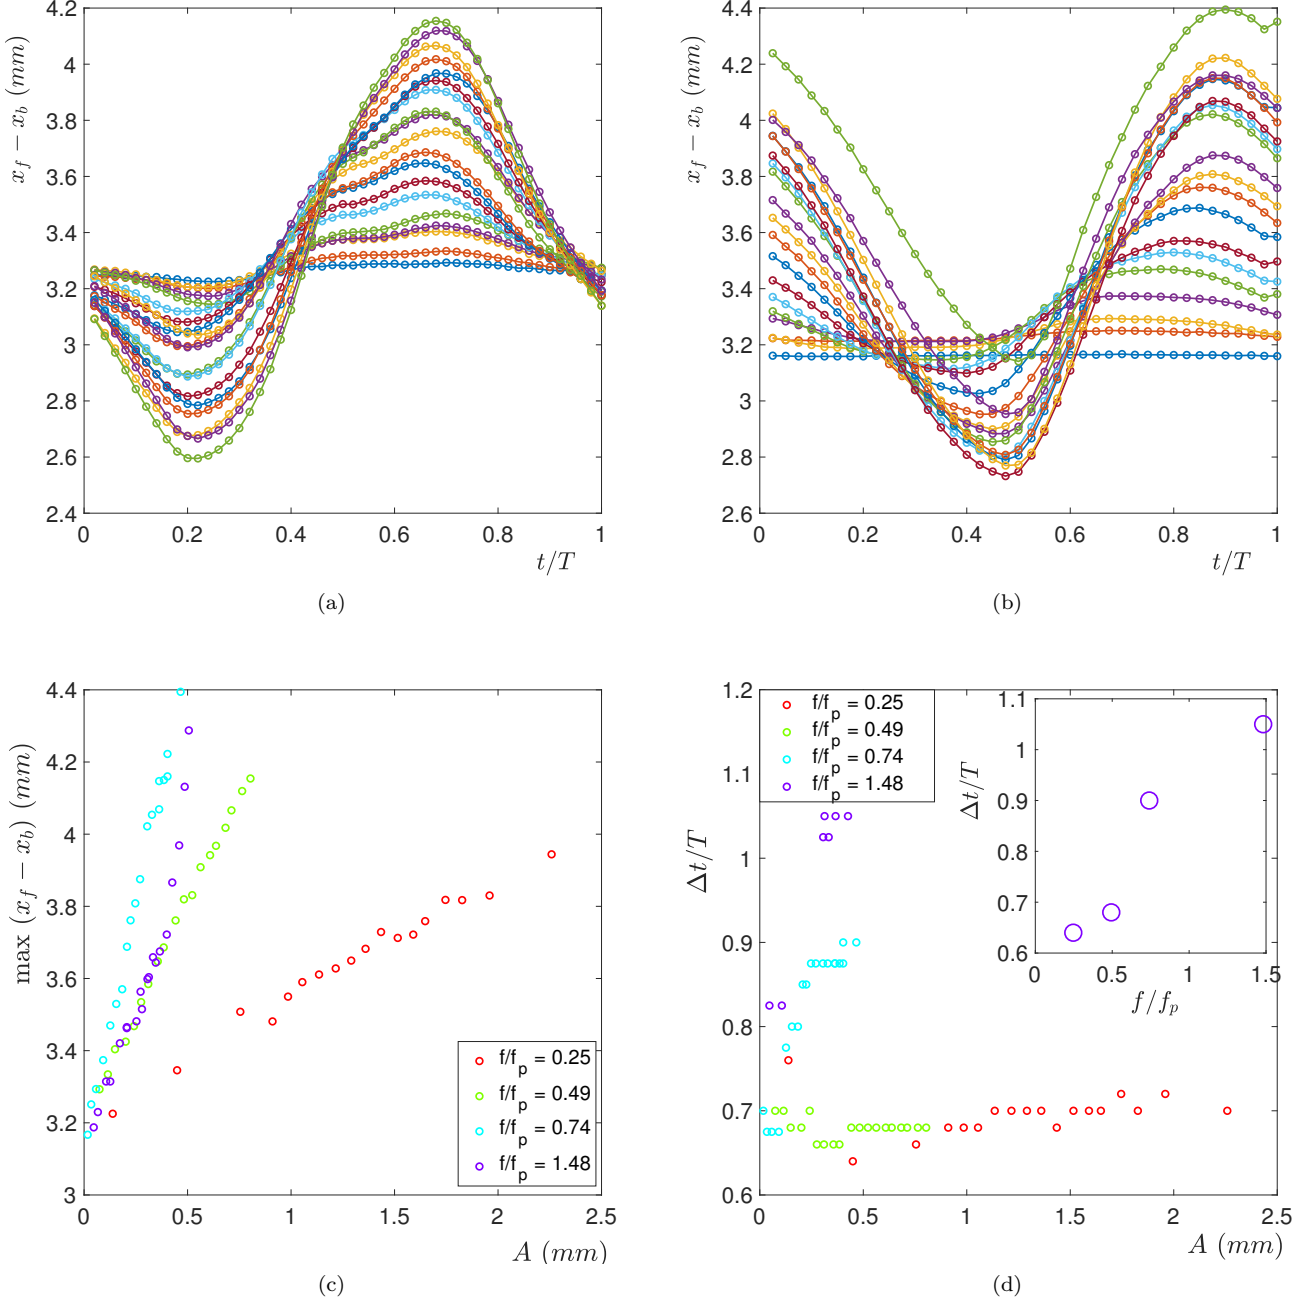 4.2
4
3.8
3.6
3.4
3.2
3
2.8
2.6
2.4
x_f − x_b (mm)
0 0.2 0.4 0.6 0.8 1
t/T
(a)
4.4
4.2
4
3.8
3.6
3.4
3.2
3
2.8
2.6
x_f − x_b (mm)
0 0.2 0.4 0.6 0.8 1
t/T
(b)
4.4
4.2
4
3.8
3.6
3.4
3.2
3
max (x_f − x_b) (mm)
f/f_p = 0.25
f/f_p = 0.49
f/f_p = 0.74
f/f_p = 1.48
0 0.5 1 1.5 2 2.5
A (mm)
(c)
1.2
1.1
1
0.9
0.8
0.7
0.6
Δt/T
f/f_p = 0.25
f/f_p = 0.49
f/f_p = 0.74
f/f_p = 1.48
1.1
1
0.9
0.8
0.7
0.6
Δt/T
0 0.5 1 1.5
f/f_p
0 0.5 1 1.5 2 2.5
A (mm)
(d)